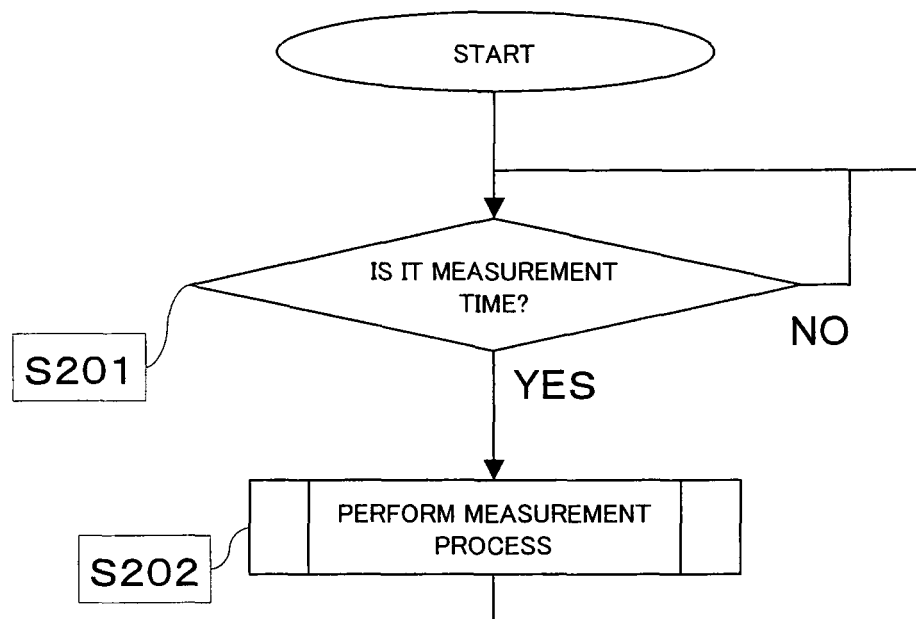 START
IS IT MEASUREMENT
TIME?
NO
S201
YES
PERFORM MEASUREMENT
PROCESS
S202